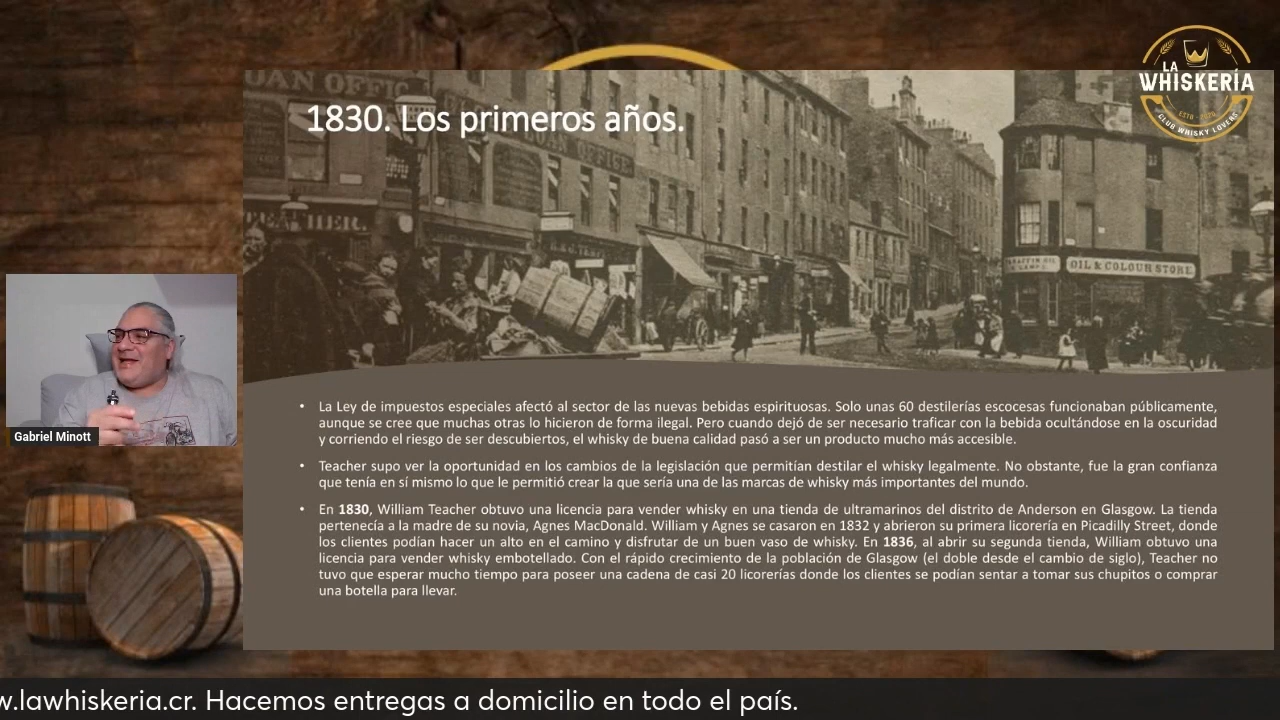 LA
WHISKERÍA
CLUB WHISKY LOVERS
1830. Los primeros años.
LOAN OFFICE
OIL & COLOUR STORE
La Ley de impuestos especiales afectó al sector de las nuevas bebidas espirituosas. Solo unas 60 destilerías escocesas funcionaban públicamente,
aunque se cree que muchas otras lo hicieron de forma ilegal. Pero cuando dejó de ser necesario traficar con la bebida ocultándose en la oscuridad
y corriendo el riesgo de ser descubiertos, el whisky de buena calidad pasó a ser un producto mucho más accesible.
Teacher supo ver la oportunidad en los cambios de la legislación que permitían destilar el whisky legalmente. No obstante, fue la gran confianza
que tenía en sí mismo lo que le permitió crear la que sería una de las marcas de whisky más importantes del mundo.
En 1830, William Teacher obtuvo una licencia para vender whisky en una tienda de ultramarinos del distrito de Anderson en Glasgow. La tienda
pertenecía a la madre de su novia, Agnes MacDonald. William y Agnes se casaron en 1832 y abrieron su primera licorería en Picadilly Street, donde
los clientes podían hacer un alto en el camino y disfrutar de un buen vaso de whisky. En 1836, al abrir su segunda tienda, William obtuvo una
licencia para vender whisky embotellado. Con el rápido crecimiento de la población de Glasgow (el doble desde el cambio de siglo), Teacher no
tuvo que esperar mucho tiempo para poseer una cadena de casi 20 licorerías donde los clientes se podían sentar a tomar sus chupitos o comprar
una botella para llevar.
Gabriel Minott
w.lawhiskeria.cr. Hacemos entregas a domicilio en todo el país.